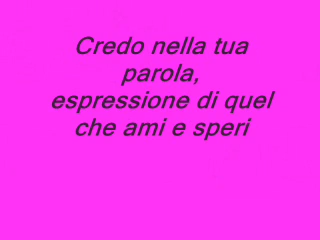 Credo nella tua
parola,
espressione di quel
che ami e speri